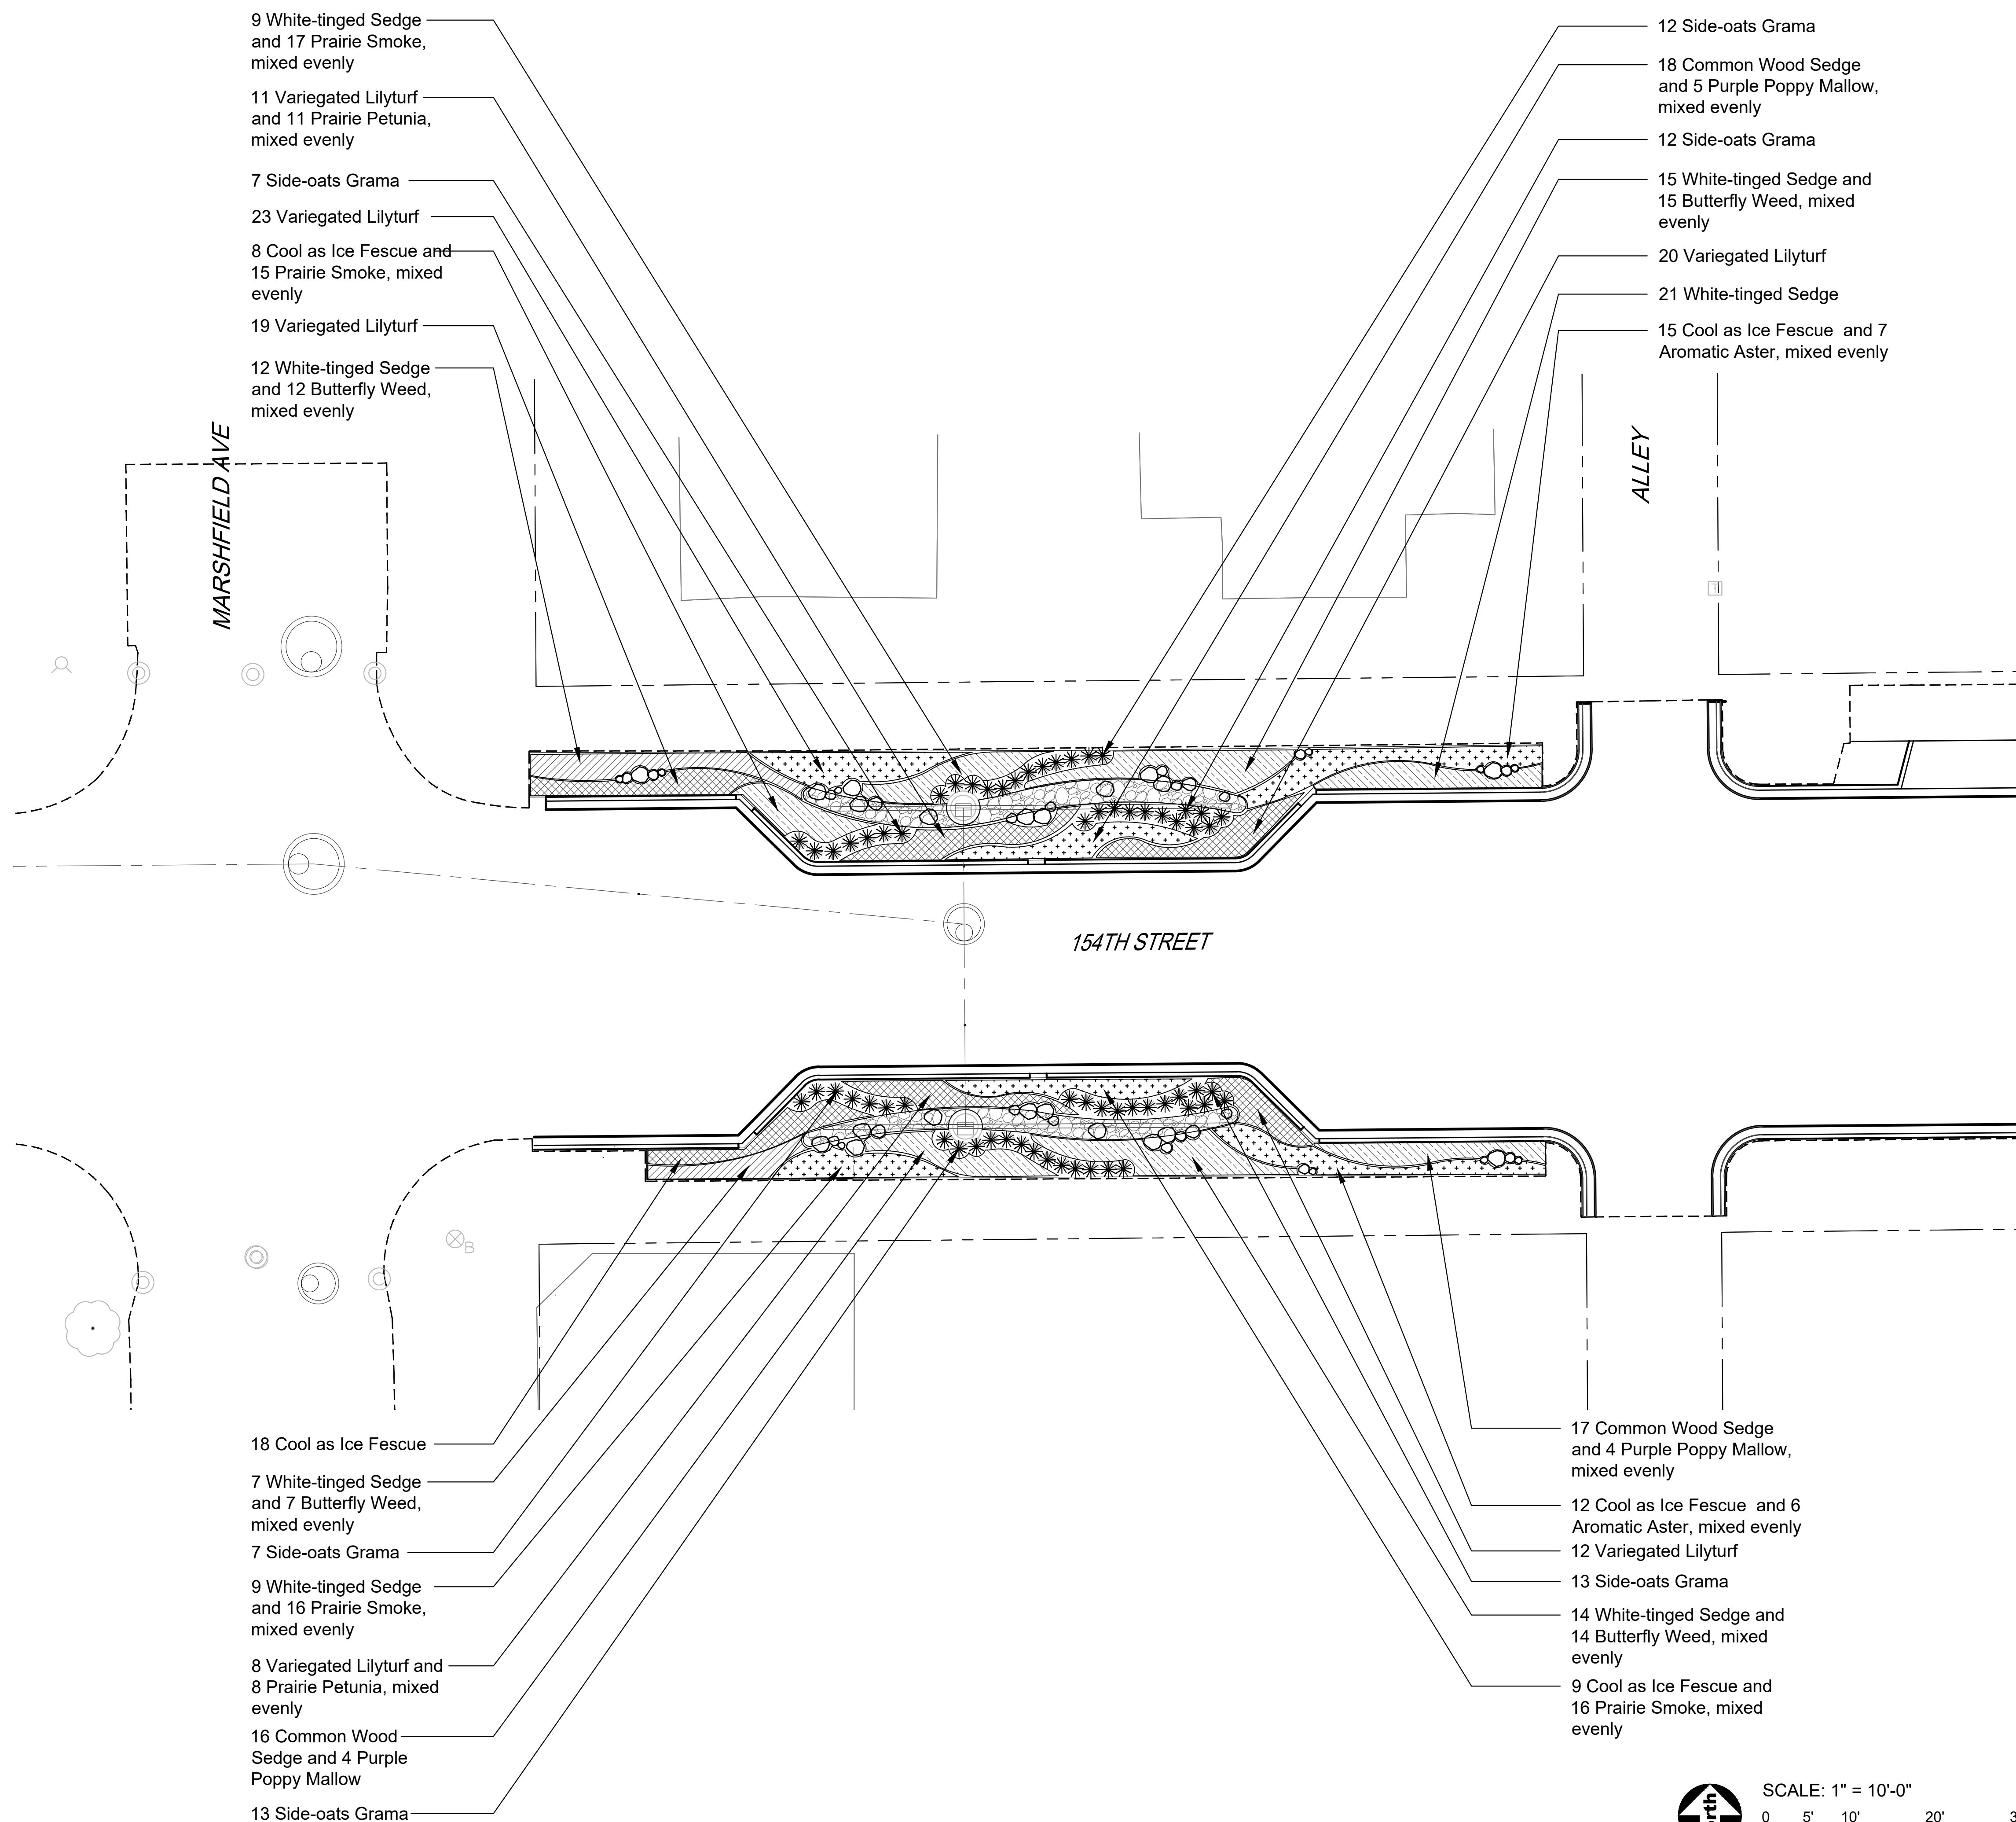 9 White-tinged Sedge
and 17 Prairie Smoke,
mixed evenly
11 Variegated Lilyturf
and 11 Prairie Petunia,
mixed evenly
7 Side-oats Grama
23 Variegated Lilyturf
8 Cool as Ice Fescue and
15 Prairie Smoke, mixed
evenly
19 Variegated Lilyturf
12 White-tinged Sedge
and 12 Butterfly Weed,
mixed evenly
12 Side-oats Grama
18 Common Wood Sedge
and 5 Purple Poppy Mallow,
mixed evenly
12 Side-oats Grama
15 White-tinged Sedge and
15 Butterfly Weed, mixed
evenly
20 Variegated Lilyturf
21 White-tinged Sedge
15 Cool as Ice Fescue and 7
Aromatic Aster, mixed evenly
MARSHFIELD AVE
ALLEY
154TH STREET
B
18 Cool as Ice Fescue
7 White-tinged Sedge
and 7 Butterfly Weed,
mixed evenly
7 Side-oats Grama
9 White-tinged Sedge
and 16 Prairie Smoke,
mixed evenly
8 Variegated Lilyturf and
8 Prairie Petunia, mixed
evenly
16 Common Wood
Sedge and 4 Purple
Poppy Mallow
13 Side-oats Grama
17 Common Wood Sedge
and 4 Purple Poppy Mallow,
mixed evenly
12 Cool as Ice Fescue and 6
Aromatic Aster, mixed evenly
12 Variegated Lilyturf
13 Side-oats Grama
14 White-tinged Sedge and
14 Butterfly Weed, mixed
evenly
9 Cool as Ice Fescue and
16 Prairie Smoke, mixed
evenly
SCALE: 1" = 10'-0"
0 5' 10' 20'